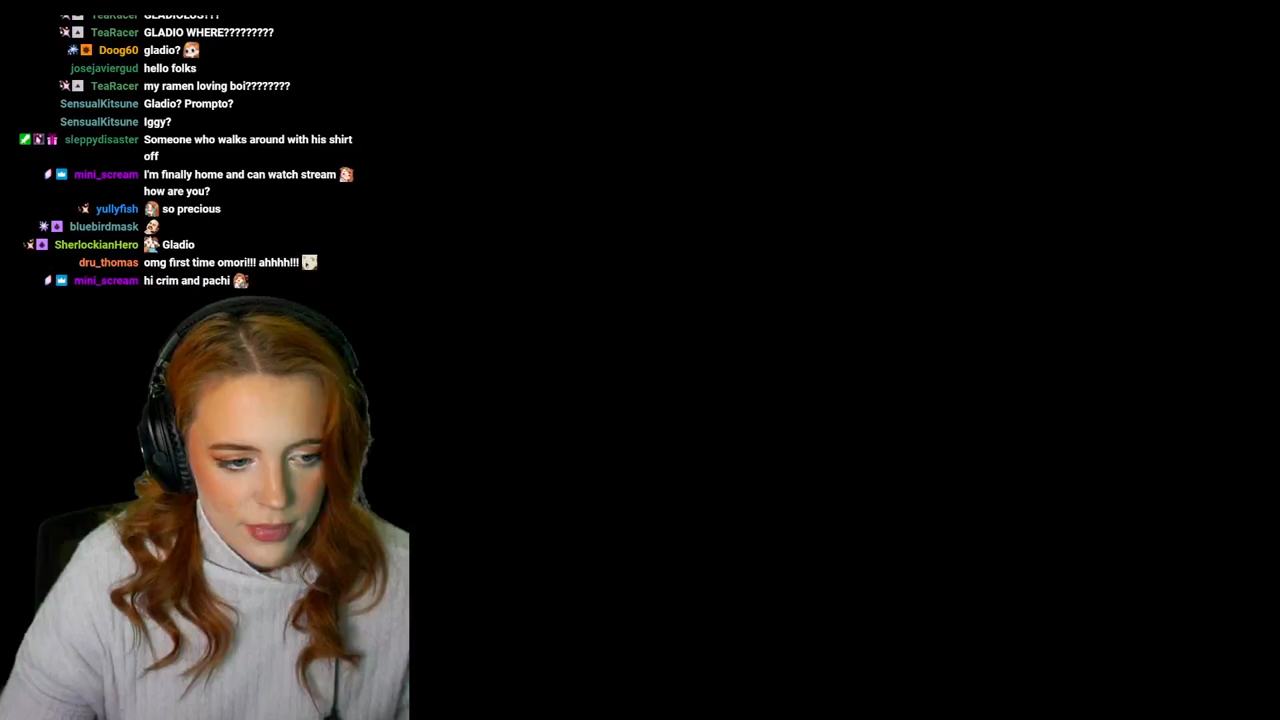 TeaRacer GLADIOLUS???
TeaRacer GLADIO WHERE?????????
Doog60 gladio?
josejaviergud hello folks
TeaRacer my ramen loving boi????????
SensualKitsune Gladio? Prompto?
SensualKitsune Iggy?
sleppydisaster Someone who walks around with his shirt
off
mini_scream I'm finally home and can watch stream
how are you?
yullyfish so precious
bluebirdmask
SherlockianHero Gladio
dru_thomas omg first time omori!!! ahhhh!!!
mini_scream hi crim and pachi